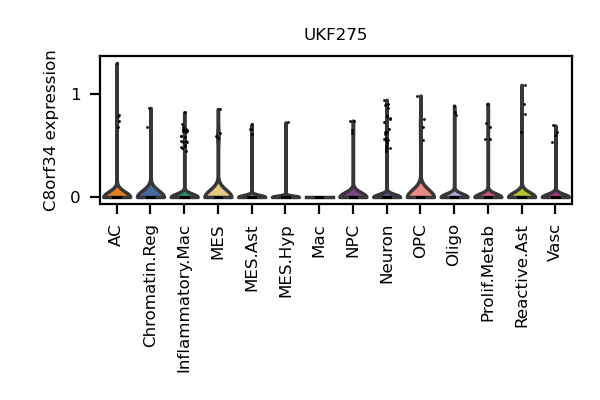 UKF275
C8orf34 expression
1
0
AC
Chromatin.Reg
Inflammatory.Mac
MES
MES.Ast
MES.Hyp
Mac
NPC
Neuron
OPC
Oligo
Prolif.Metab
Reactive.Ast
Vasc